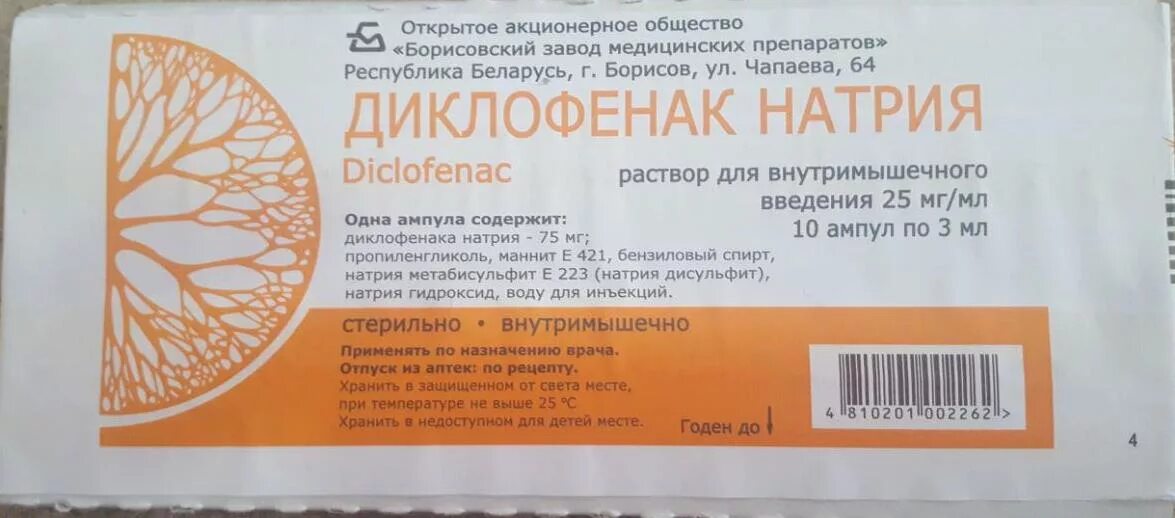 Открытое акционерное общество
«Борисовский завод медицинских препаратов»
Республика Беларусь, г. Борисов, ул. Чапаева, 64
ДИКЛОФЕНАК НАТРИЯ
Diclofenac
раствор для внутримышечного
введения 25 мг/мл
10 ампул по 3 мл
Одна ампула содержит:
диклофенака натрия - 75 мг;
пропиленгликоль, маннит Е 421, бензиловый спирт,
натрия метабисульфит Е 223 (натрия дисульфит),
натрия гидроксид, воду для инъекций.
стерильно • внутримышечно
Применять по назначению врача.
Отпуск из аптек: по рецепту.
Хранить в защищенном от света месте,
при температуре не выше 25 °С
Хранить в недоступном для детей месте.
Годен до
4 810201 002262 >
4